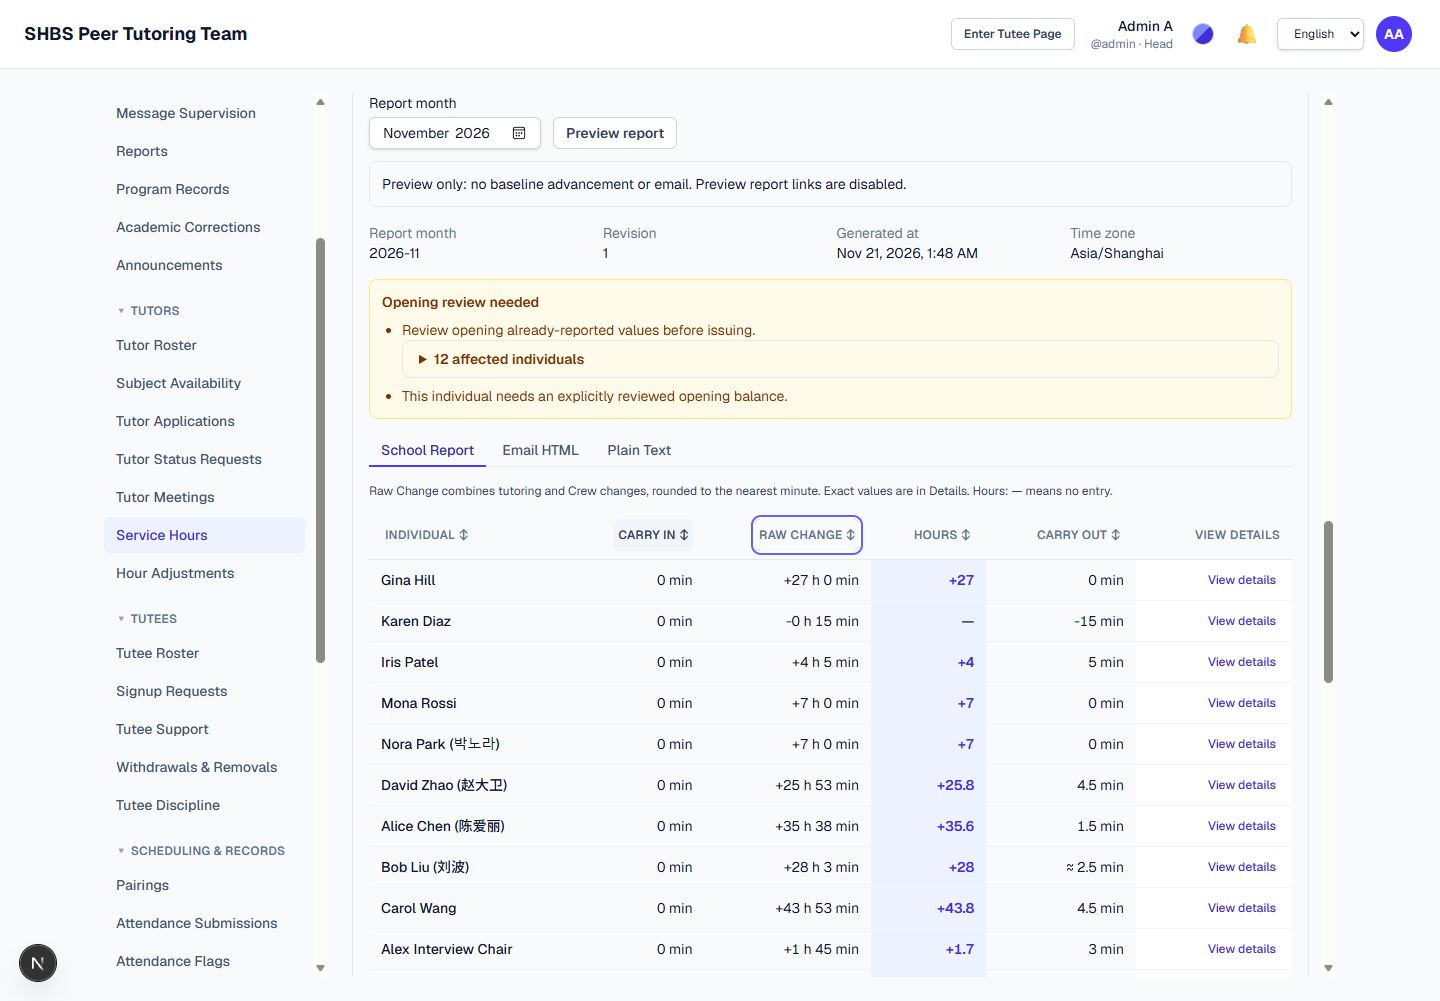 SHBS Peer Tutoring Team
Enter Tutee Page
Admin A
@admin · Head
English
AA
Message Supervision
Reports
Program Records
Academic Corrections
Announcements
TUTORS
Tutor Roster
Subject Availability
Tutor Applications
Tutor Status Requests
Tutor Meetings
Service Hours
Hour Adjustments
TUTEES
Tutee Roster
Signup Requests
Tutee Support
Withdrawals & Removals
Tutee Discipline
SCHEDULING & RECORDS
Pairings
Attendance Submissions
Attendance Flags
N
Report month
November 2026
Preview report
Preview only: no baseline advancement or email. Preview report links are disabled.
Report month Revision Generated at Time zone
2026-11 1 Nov 21, 2026, 1:48 AM Asia/Shanghai
Opening review needed
• Review opening already-reported values before issuing.
▶ 12 affected individuals
• This individual needs an explicitly reviewed opening balance.
School Report Email HTML Plain Text
Raw Change combines tutoring and Crew changes, rounded to the nearest minute. Exact values are in Details. Hours: — means no entry.
INDIVIDUAL CARRY IN RAW CHANGE HOURS CARRY OUT VIEW DETAILS
Gina Hill 0 min +27 h 0 min +27 0 min View details
Karen Diaz 0 min -0 h 15 min — -15 min View details
Iris Patel 0 min +4 h 5 min +4 5 min View details
Mona Rossi 0 min +7 h 0 min +7 0 min View details
Nora Park (박노라) 0 min +7 h 0 min +7 0 min View details
David Zhao (赵大卫) 0 min +25 h 53 min +25.8 4.5 min View details
Alice Chen (陈爱丽) 0 min +35 h 38 min +35.6 1.5 min View details
Bob Liu (刘波) 0 min +28 h 3 min +28 ≈ 2.5 min View details
Carol Wang 0 min +43 h 53 min +43.8 4.5 min View details
Alex Interview Chair 0 min +1 h 45 min +1.7 3 min View details